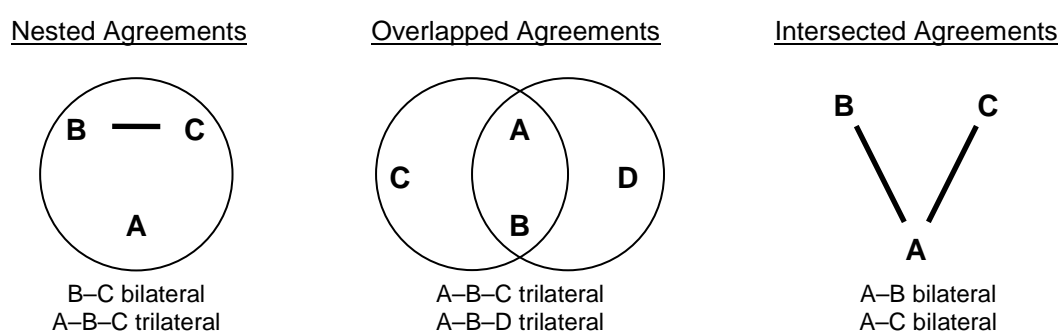 Nested Agreements
B — C
A
B–C bilateral
A–B–C trilateral
Overlapped Agreements
A
C
D
B
A–B–C trilateral
A–B–D trilateral
Intersected Agreements
B
C
A
A–B bilateral
A–C bilateral